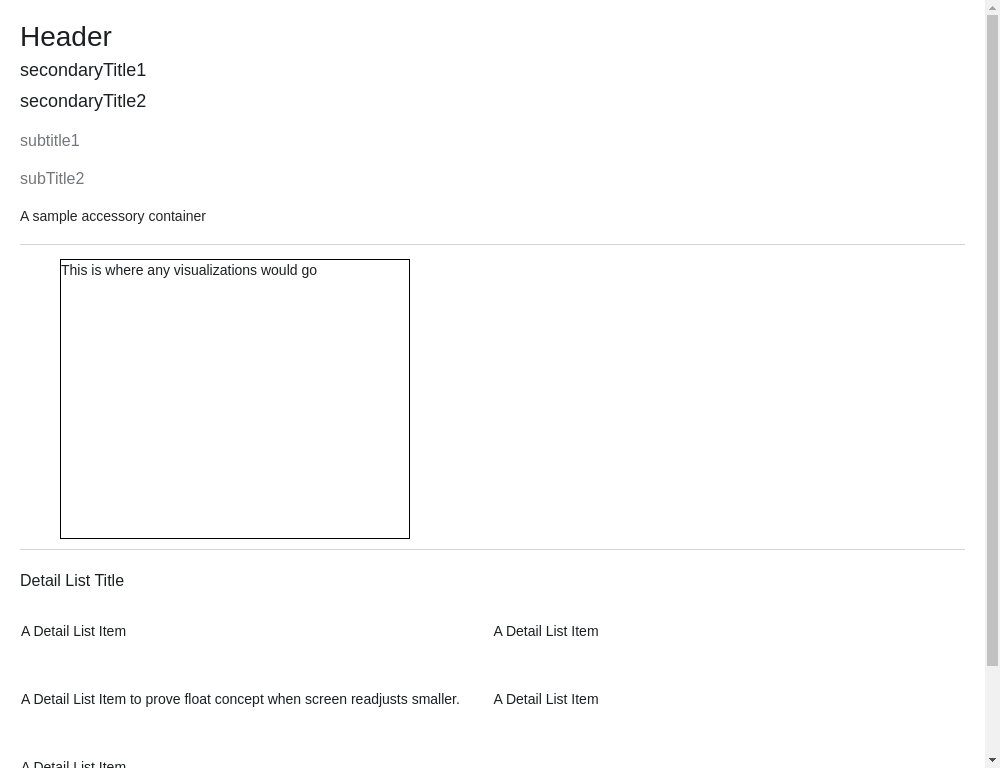 Header
secondaryTitle1
secondaryTitle2
subtitle1
subTitle2
A sample accessory container
This is where any visualizations would go
Detail List Title
A Detail List Item
A Detail List Item
A Detail List Item to prove float concept when screen readjusts smaller.
A Detail List Item
A Detail List Item